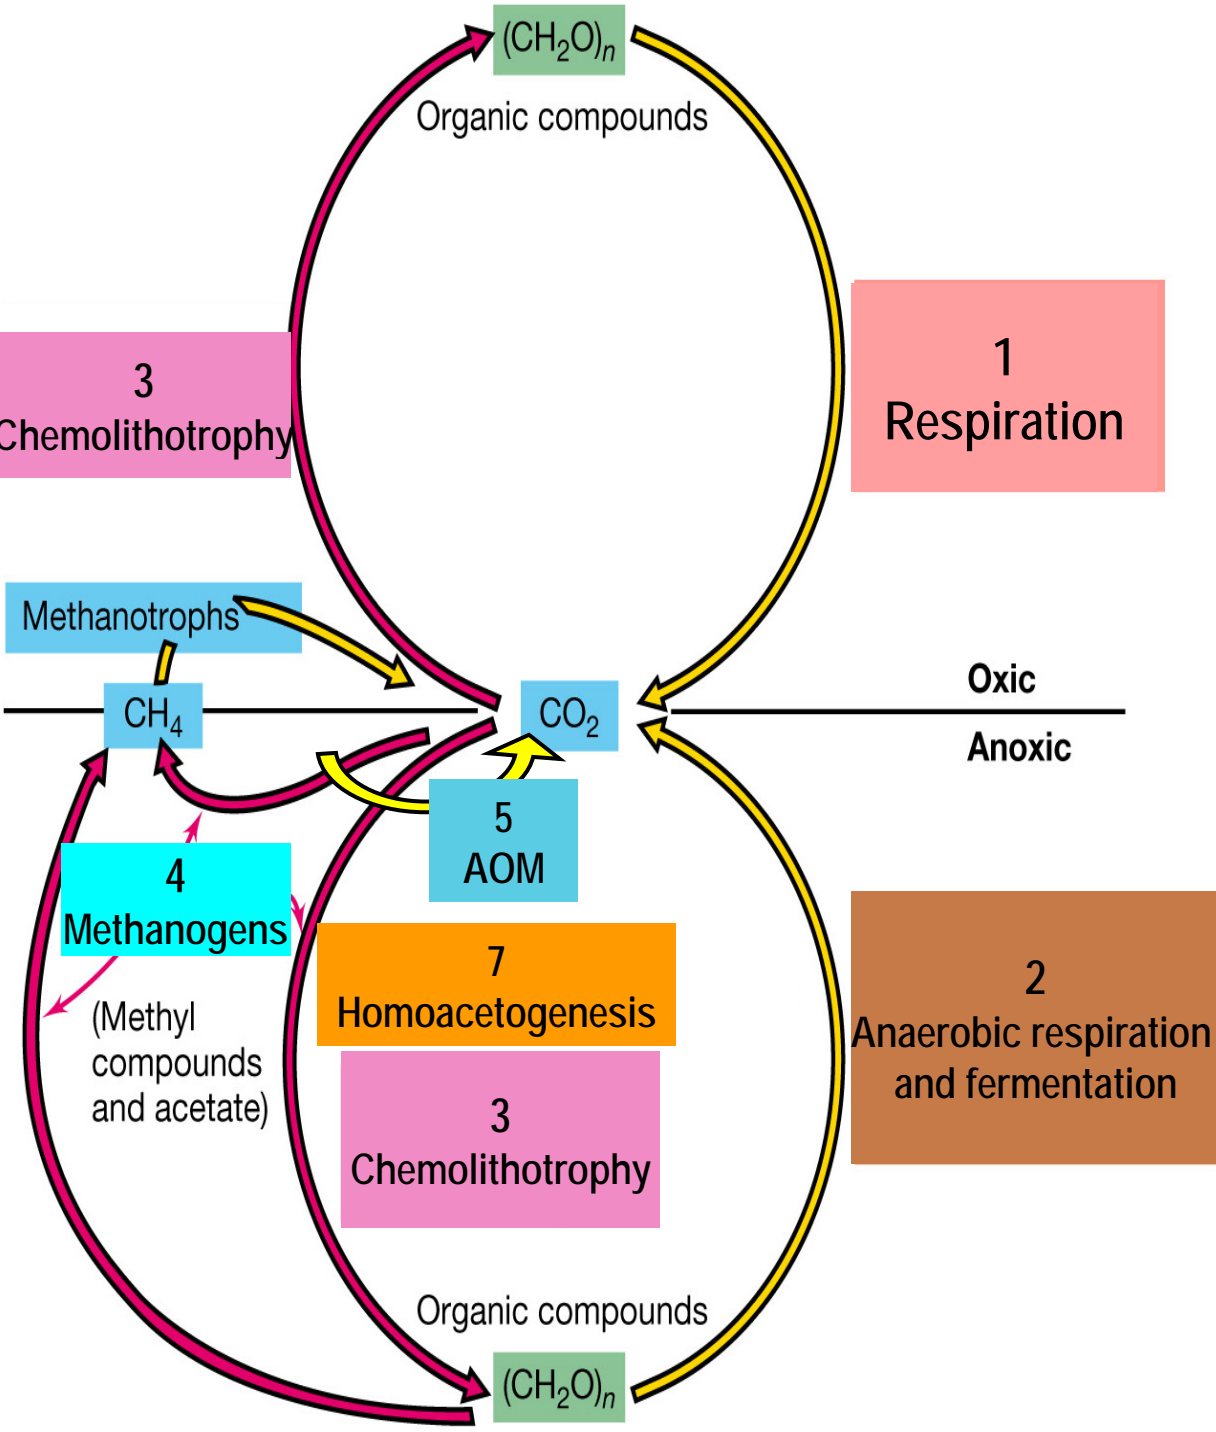 (CH₂O)ₙ
Organic compounds
3
Chemolithotrophy
1
Respiration
Methanotrophs
CH₄
CO₂
Oxic
Anoxic
5
AOM
4
Methanogens
7
Homoacetogenesis
(Methyl
compounds
and acetate)
3
Chemolithotrophy
2
Anaerobic respiration
and fermentation
Organic compounds
(CH₂O)ₙ